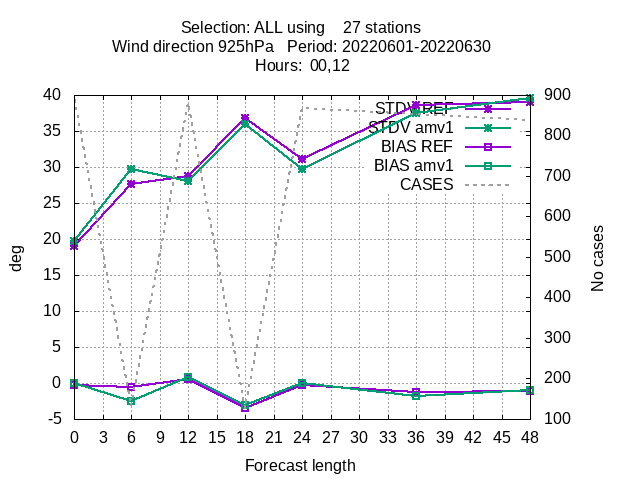 Selection: ALL using    27 stations
Wind direction 925hPa   Period: 20220601-20220630
Hours:  00,12
STDV REF
STDV amv1
BIAS REF
BIAS amv1
CASES
40
35
30
25
20
15
10
5
0
-5
900
800
700
600
500
400
300
200
100
deg
No cases
0 3 6 9 12 15 18 21 24 27 30 33 36 39 42 45 48
Forecast length